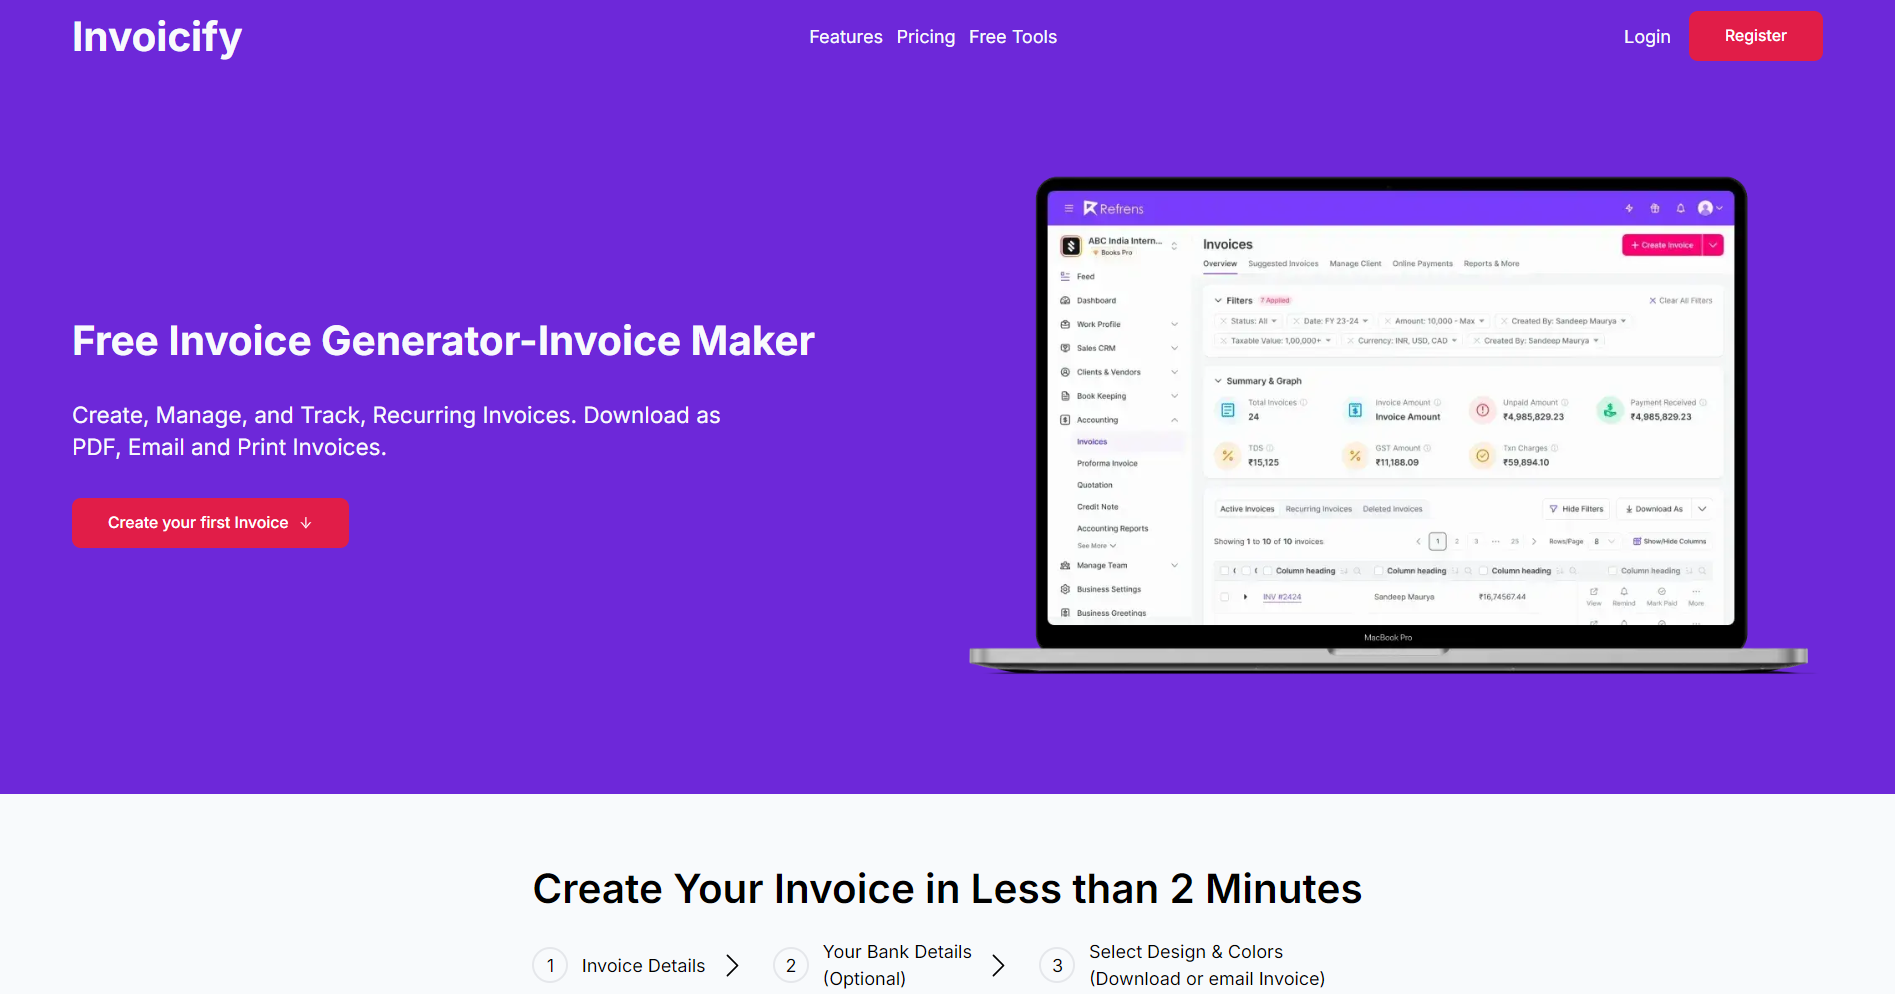 Invoicify
Features Pricing Free Tools
Login
Register
Free Invoice Generator-Invoice Maker
Create, Manage, and Track, Recurring Invoices. Download as
PDF, Email and Print Invoices.
Create your first Invoice
Refrens
ABC India Intern...
Books Pro
Feed
Dashboard
Work Profile
Sales CRM
Clients & Vendors
Book Keeping
Accounting
Invoices
Proforma Invoice
Quotation
Credit Note
Accounting Reports
See More
Manage Team
Business Settings
Business Greetings
Invoices
Create Invoice
Overview Suggested Invoices Manage Client Online Payments Reports & More
Filters 7 Applied
Clear All Filters
Status: All Date: FY 23-24 Amount: 10,000 - Max Created By: Sandeep Maurya
Taxable Value: 1,00,000+ Currency: INR, USD, CAD Created By: Sandeep Maurya
Summary & Graph
Total Invoices
24
Invoice Amount
Invoice Amount
Unpaid Amount
₹4,985,829.23
Payment Received
₹4,985,829.23
TDS
₹15,125
GST Amount
₹11,188.09
Txn Charges
₹59,894.10
Active Invoices Recurring Invoices Deleted Invoices
Hide Filters Download As
Showing 1 to 10 of 10 invoices
1 2 3 ... 25 Rows/Page 8 Show/Hide Columns
Column heading Column heading Column heading Column heading
INV #2424 Sandeep Maurya ₹16,74567.44
View Remind Mark Paid More
MacBook Pro
Create Your Invoice in Less than 2 Minutes
1 Invoice Details
2 Your Bank Details
(Optional)
3 Select Design & Colors
(Download or email Invoice)